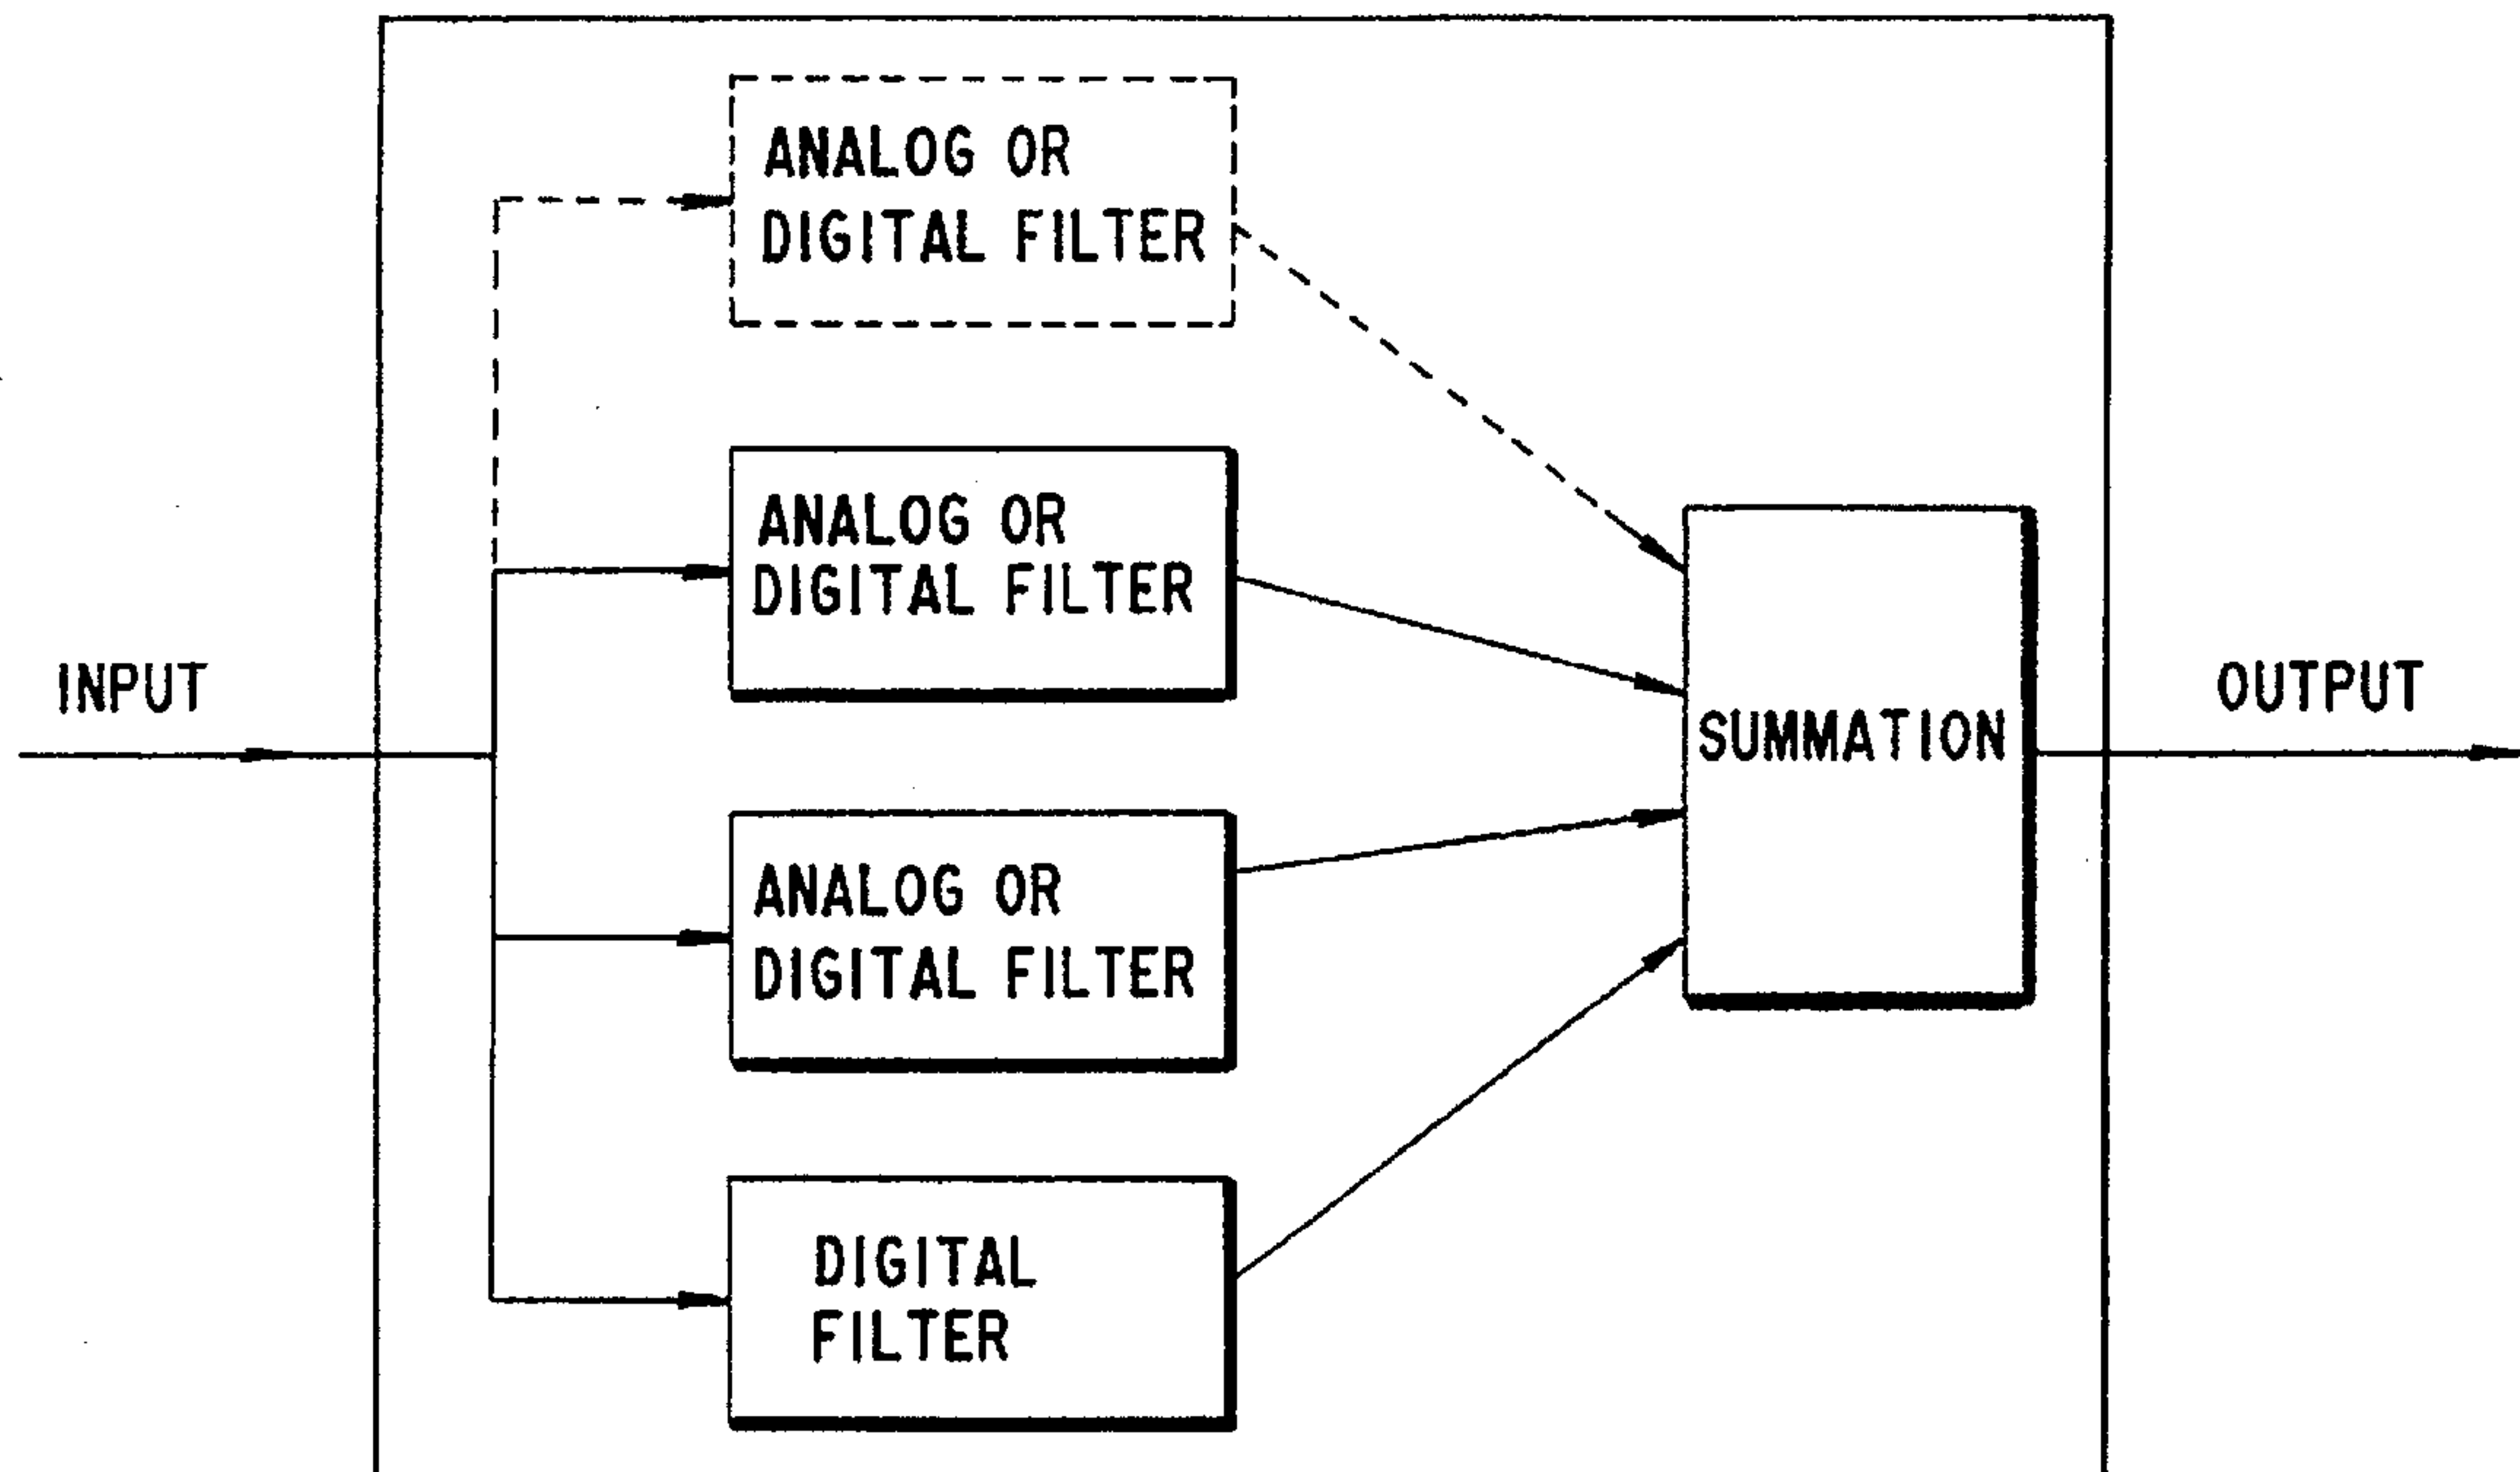 ANALOG OR
DIGITAL FILTER
ANALOG OR
DIGITAL FILTER
INPUT
SUMMATION
OUTPUT
ANALOG OR
DIGITAL FILTER
DIGITAL
FILTER